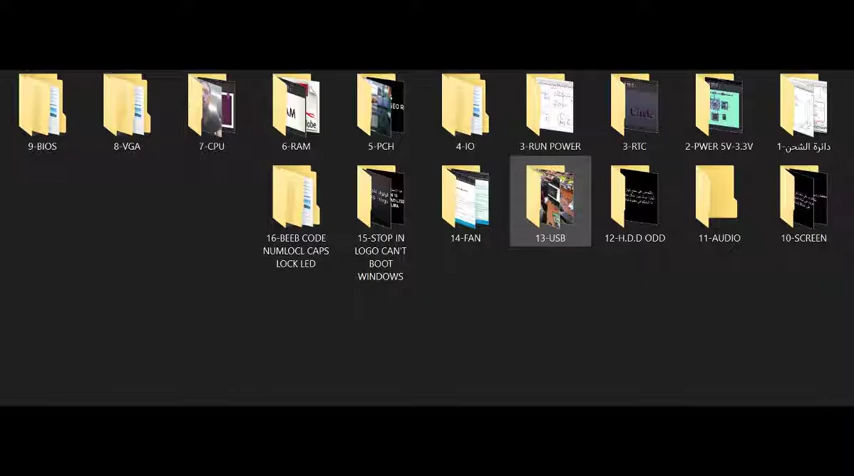 دائرة الشحن-1
2-PWER 5V-3.3V
3-RTC
3-RUN POWER
4-IO
5-PCH
6-RAM
7-CPU
8-VGA
9-BIOS
10-SCREEN
11-AUDIO
12-H.D.D ODD
13-USB
14-FAN
15-STOP IN
LOGO CAN'T
BOOT
WINDOWS
16-BEEB CODE
NUMLOCL CAPS
LOCK LED